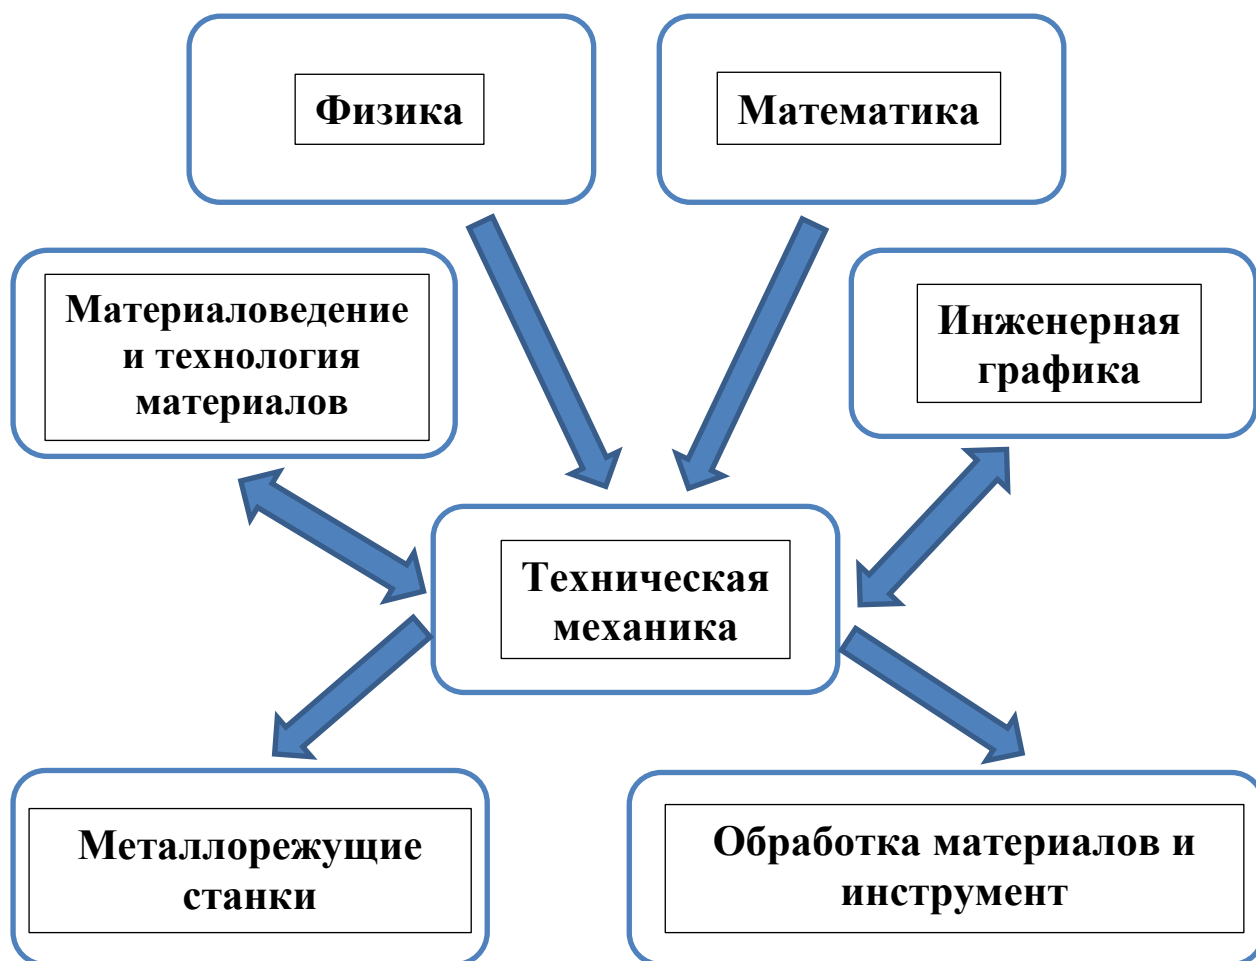 Физика
Математика
Материаловедение
и технология
материалов
Инженерная
графика
Техническая
механика
Металлорежущие
станки
Обработка материалов и
инструмент